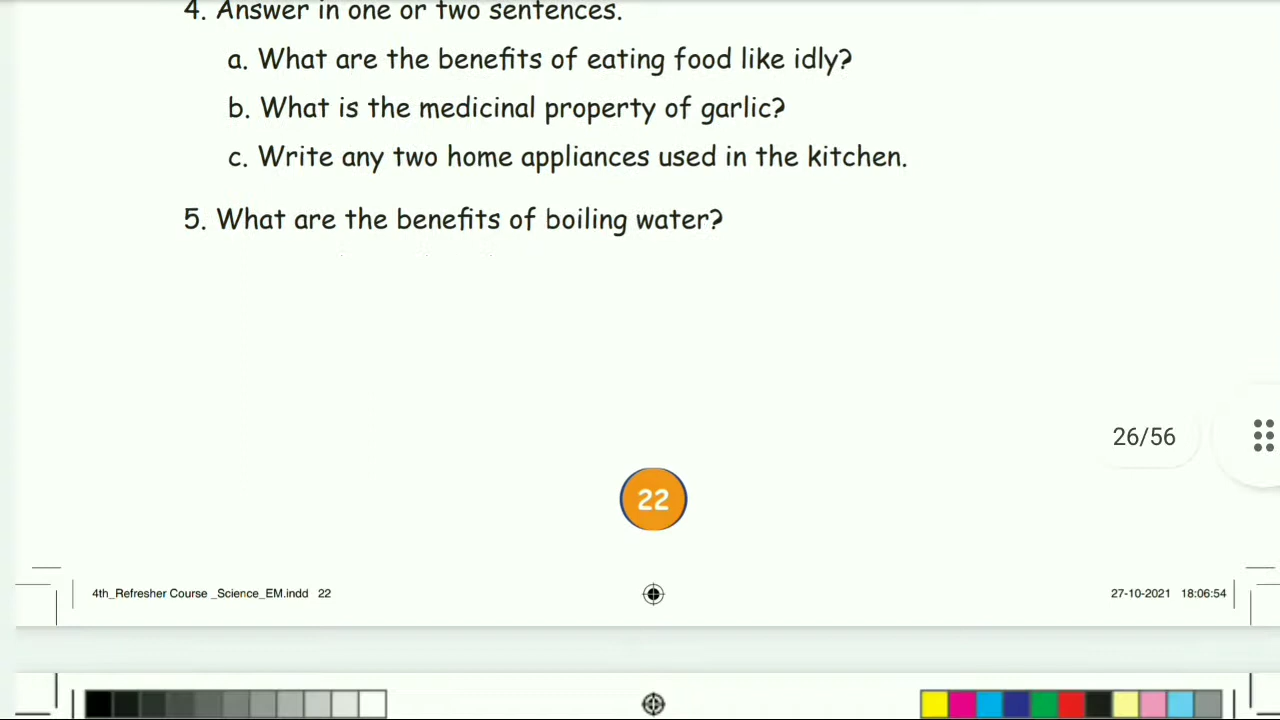 4. Answer in one or two sentences.
a. What are the benefits of eating food like idly?
b. What is the medicinal property of garlic?
c. Write any two home appliances used in the kitchen.
5. What are the benefits of boiling water?
26/56
22
4th_Refresher Course _Science_EM.indd 22
27-10-2021 18:06:54